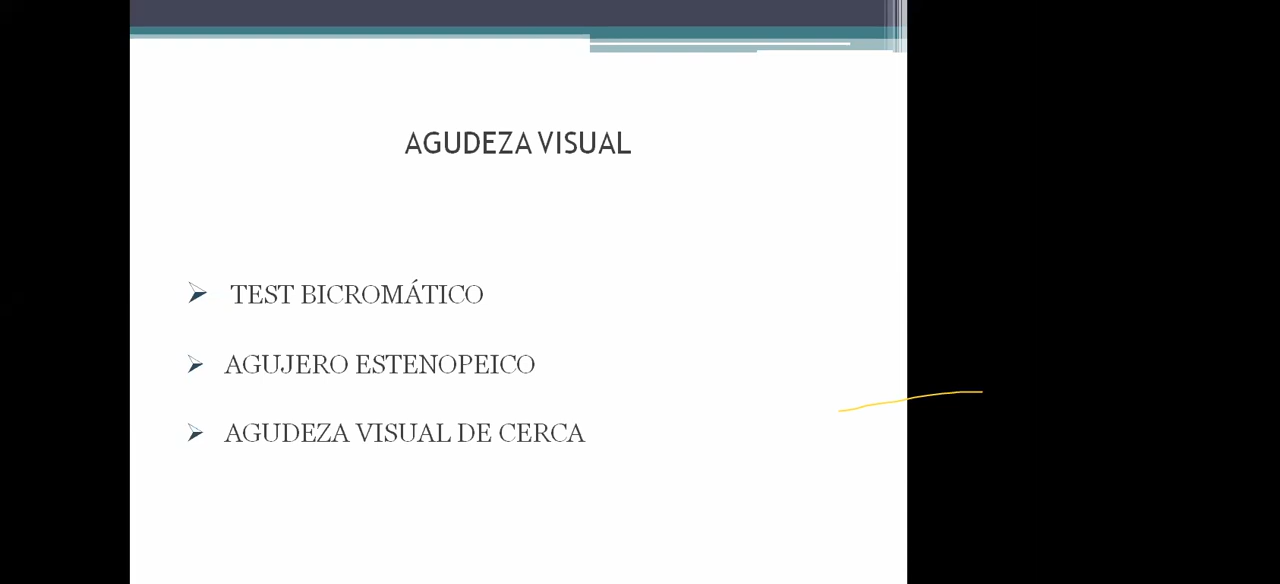 AGUDEZA VISUAL
TEST BICROMÁTICO
AGUJERO ESTENOPEICO
AGUDEZA VISUAL DE CERCA